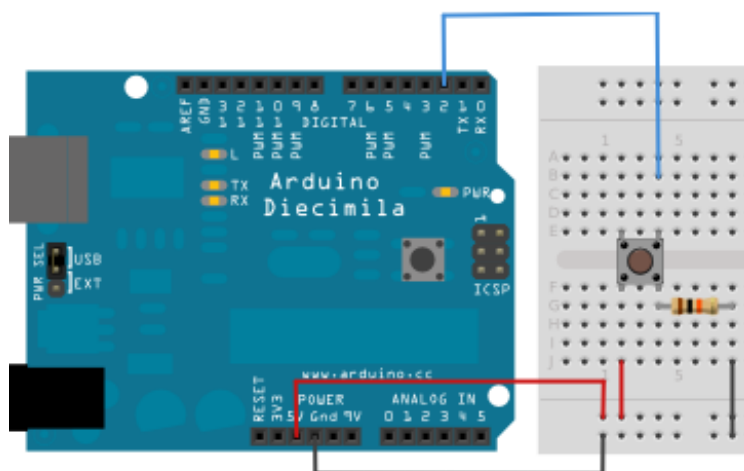 AREF
GND
13
12
11
10
9
8
7
6
5
4
3
2
1
0
PWM
PWM
PWM
PWM
PWM
PWM
TX
RX
DIGITAL
L
TX
RX
Arduino
Diecimila
PWR
1
ICSP
PWR SEL
USB
EXT
www.arduino.cc
POWER
ANALOG IN
RESET
3V3
5V Gnd 9V
0 1 2 3 4 5
1 5
A
B
C
D
E
F
G
H
I
J
1 5